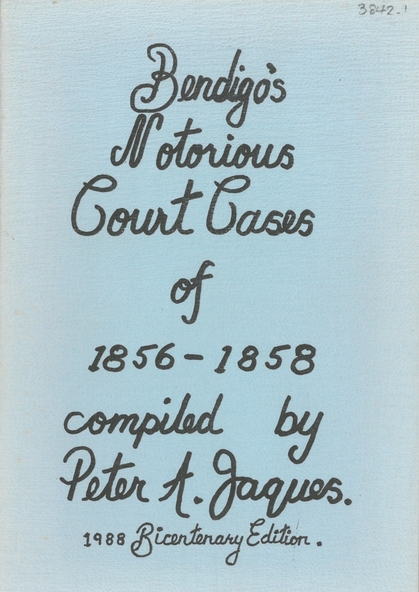 3842.1
Bendigo's
Notorious
Court Cases
of
1856-1858
compiled by
Peter A. Jaques.
1988 Bicentenary Edition.